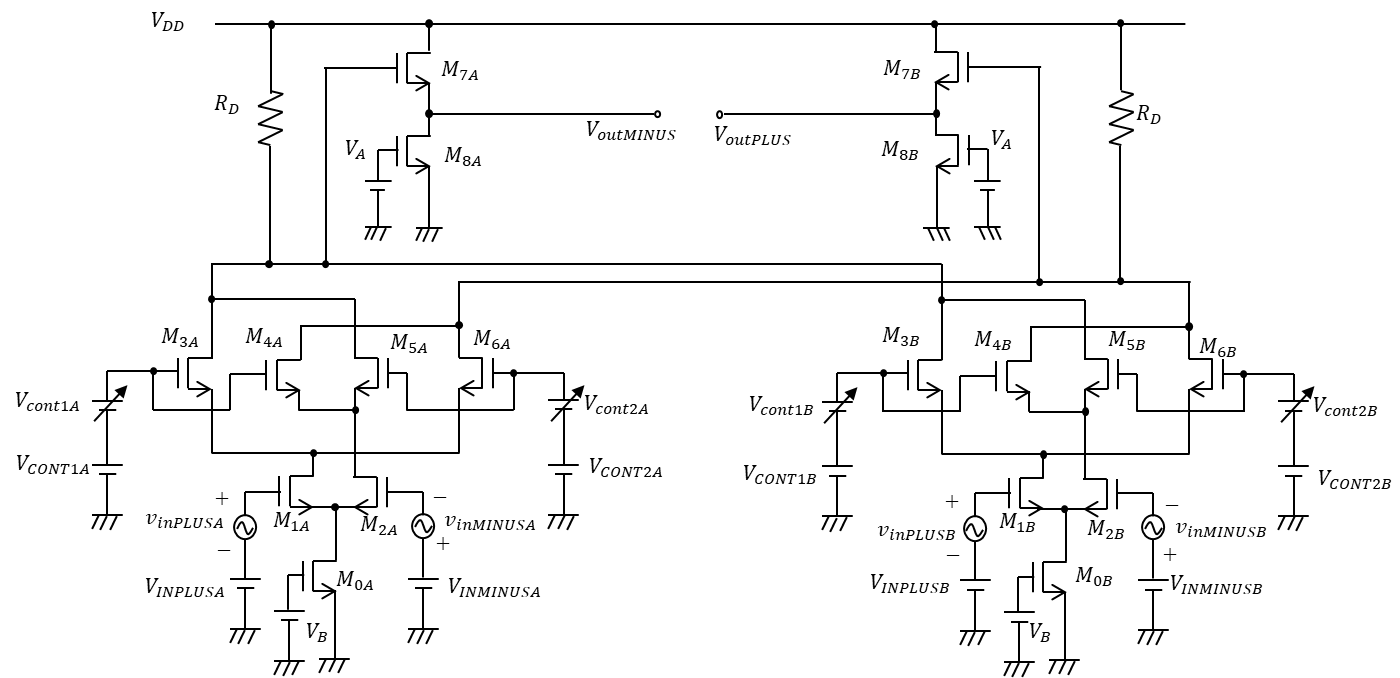 V_DD
M_7A
M_7B
R_D
V_outMINUS
V_outPLUS
R_D
V_A
M_8A
M_8B
V_A
M_3A
M_4A
M_5A
M_6A
M_3B
M_4B
M_5B
M_6B
V_cont1A
V_cont2A
V_cont1B
V_cont2B
V_CONT1A
V_CONT2A
V_CONT1B
V_CONT2B
+
−
+
−
v_inPLUSA
M_1A
M_2A
v_inMINUSA
v_inPLUSB
M_1B
M_2B
v_inMINUSB
−
+
−
+
V_INPLUSA
M_0A
V_INMINUSA
V_INPLUSB
M_0B
V_INMINUSB
V_B
V_B